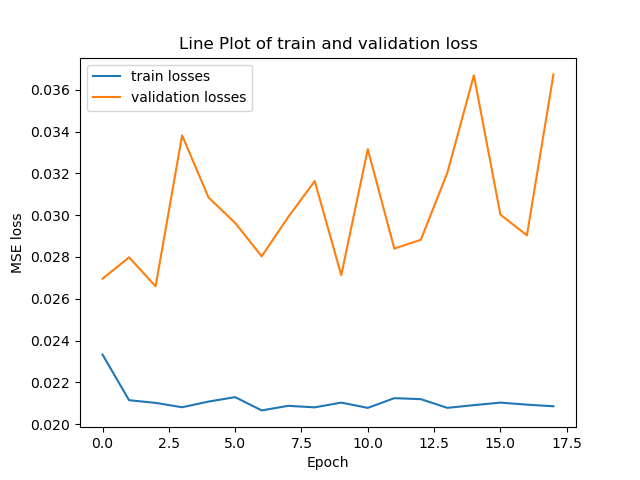 Line Plot of train and validation loss
train losses
validation losses
0.036
0.034
0.032
0.030
0.028
0.026
0.024
0.022
0.020
MSE loss
0.0 2.5 5.0 7.5 10.0 12.5 15.0 17.5
Epoch